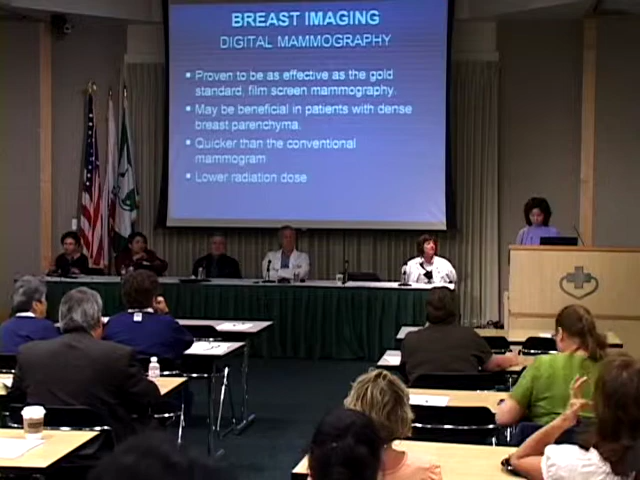 BREAST IMAGING
DIGITAL MAMMOGRAPHY
▪ Proven to be as effective as the gold
standard, film screen mammography.
▪ May be beneficial in patients with dense
breast parenchyma.
▪ Quicker than the conventional
mammogram
▪ Lower radiation dose